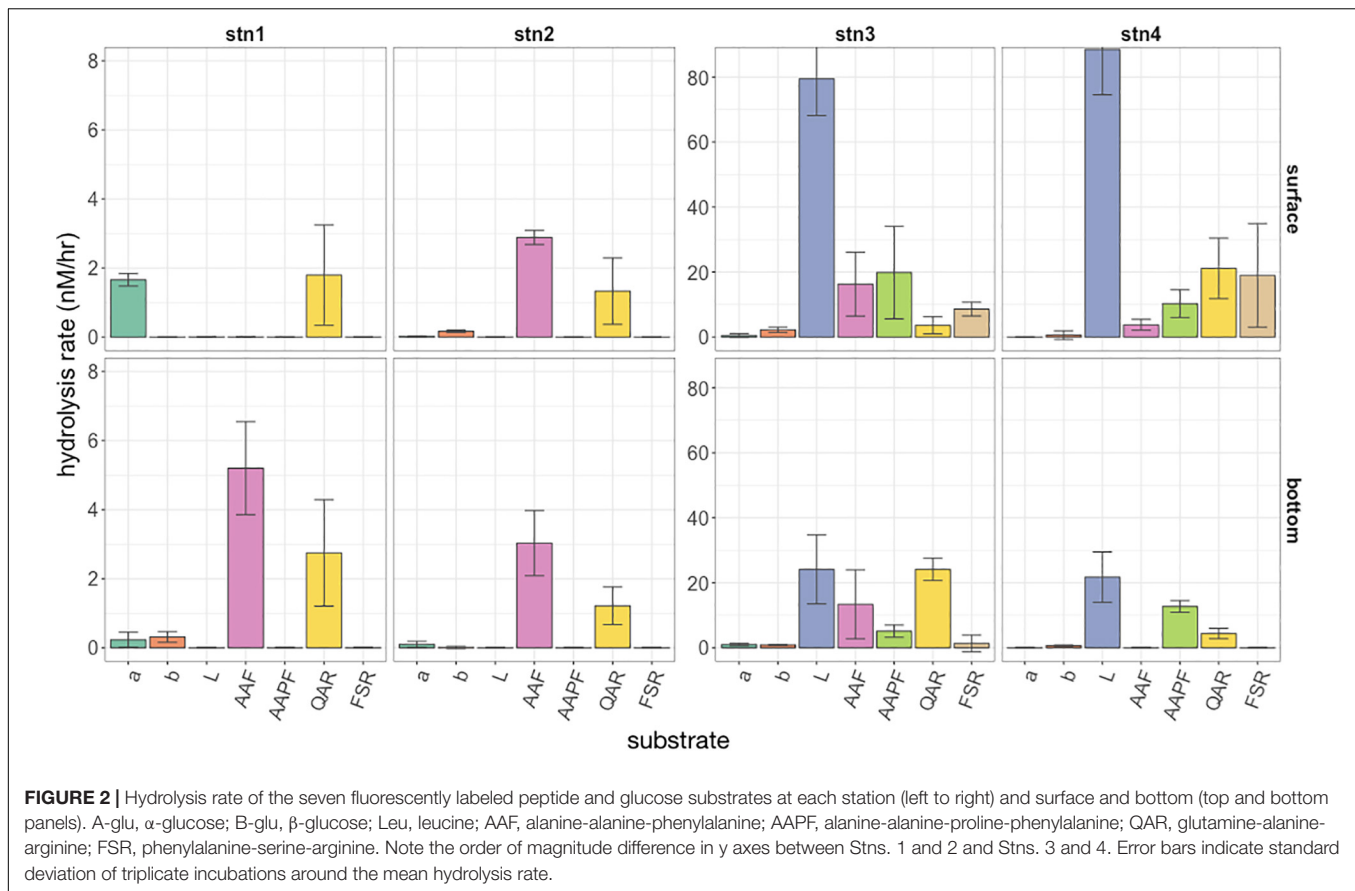 stn1 stn2 stn3 stn4
hydrolysis rate (nM/hr)
8
6
4
2
0
80
60
40
20
0
surface
8
6
4
2
0
80
60
40
20
0
bottom
a b L AAF AAPF QAR FSR
a b L AAF AAPF QAR FSR
a b L AAF AAPF QAR FSR
a b L AAF AAPF QAR FSR
substrate
FIGURE 2 | Hydrolysis rate of the seven fluorescently labeled peptide and glucose substrates at each station (left to right) and surface and bottom (top and bottom
panels). A-glu, α-glucose; B-glu, β-glucose; Leu, leucine; AAF, alanine-alanine-phenylalanine; AAPF, alanine-alanine-proline-phenylalanine; QAR, glutamine-alanine-
arginine; FSR, phenylalanine-serine-arginine. Note the order of magnitude difference in y axes between Stns. 1 and 2 and Stns. 3 and 4. Error bars indicate standard
deviation of triplicate incubations around the mean hydrolysis rate.